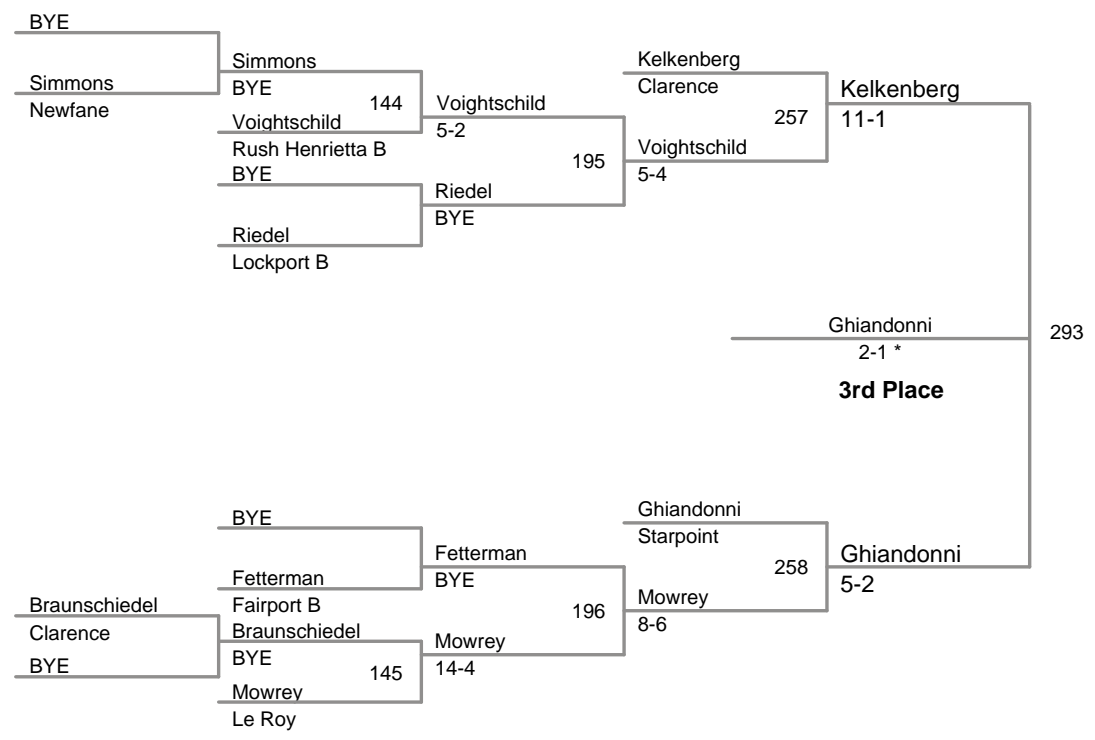 BYE
Simmons
Newfane
Simmons
BYE
144
Voightschild
Rush Henrietta B
BYE
Riedel
Lockport B
Voightschild
5-2
195
Riedel
BYE
Kelkenberg
Clarence
257
Voightschild
5-4
Kelkenberg
11-1
Ghiandonni
2-1 *
3rd Place
293
BYE
Fetterman
Fairport B
Braunschiedel
Clarence
BYE
Braunschiedel
BYE
145
Mowrey
Le Roy
Fetterman
BYE
196
Mowrey
14-4
Ghiandonni
Starpoint
258
Mowrey
8-6
Ghiandonni
5-2